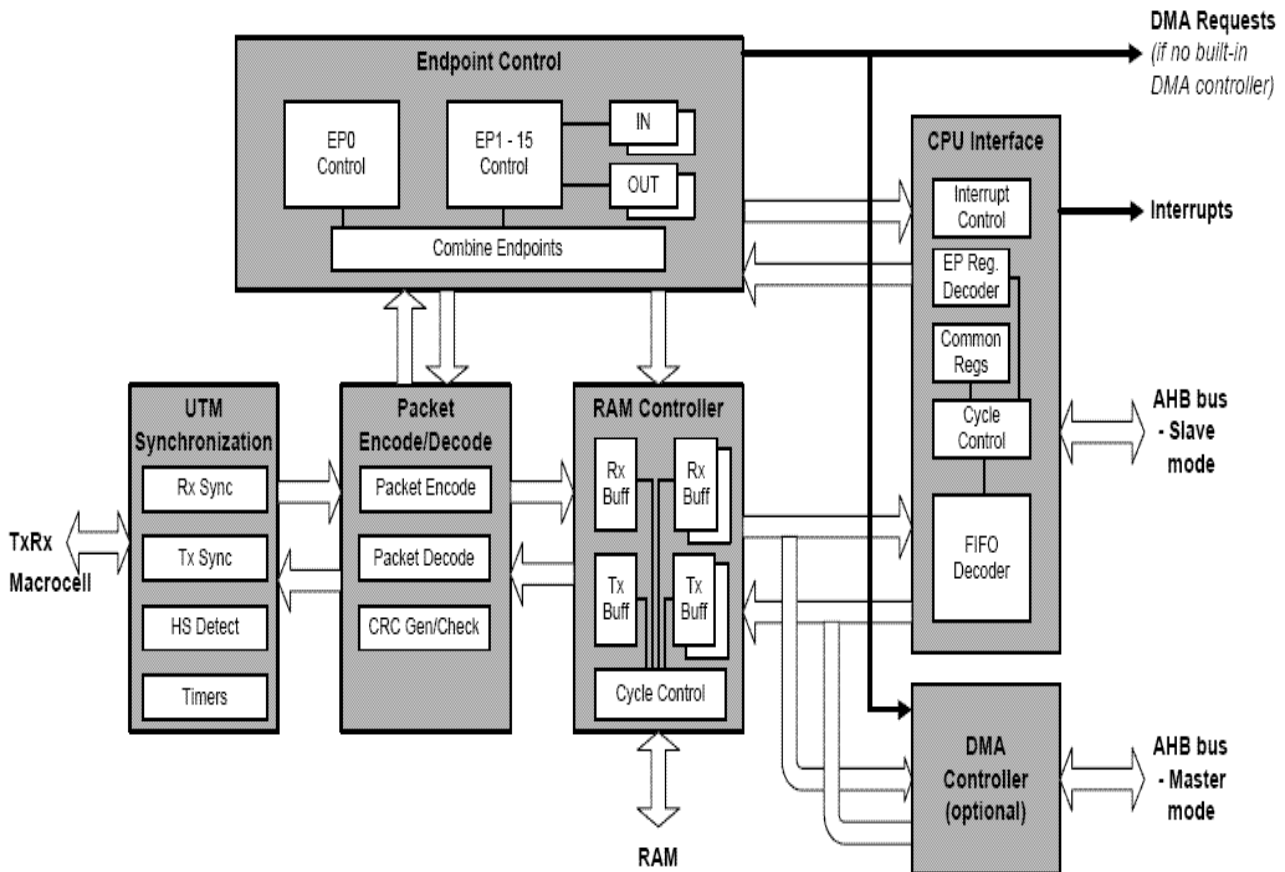 DMA Requests
(if no built-in
DMA controller)
Endpoint Control
EP0
Control
EP1 - 15
Control
IN
OUT
Combine Endpoints
CPU Interface
Interrupt
Control
EP Reg.
Decoder
Common
Regs
Cycle
Control
FIFO
Decoder
Interrupts
AHB bus
- Slave
mode
UTM
Synchronization
Rx Sync
Tx Sync
HS Detect
Timers
TxRx
Macrocell
Packet
Encode/Decode
Packet Encode
Packet Decode
CRC Gen/Check
RAM Controller
Rx
Buff
Rx
Buff
Tx
Buff
Tx
Buff
Cycle Control
RAM
DMA
Controller
(optional)
AHB bus
- Master
mode